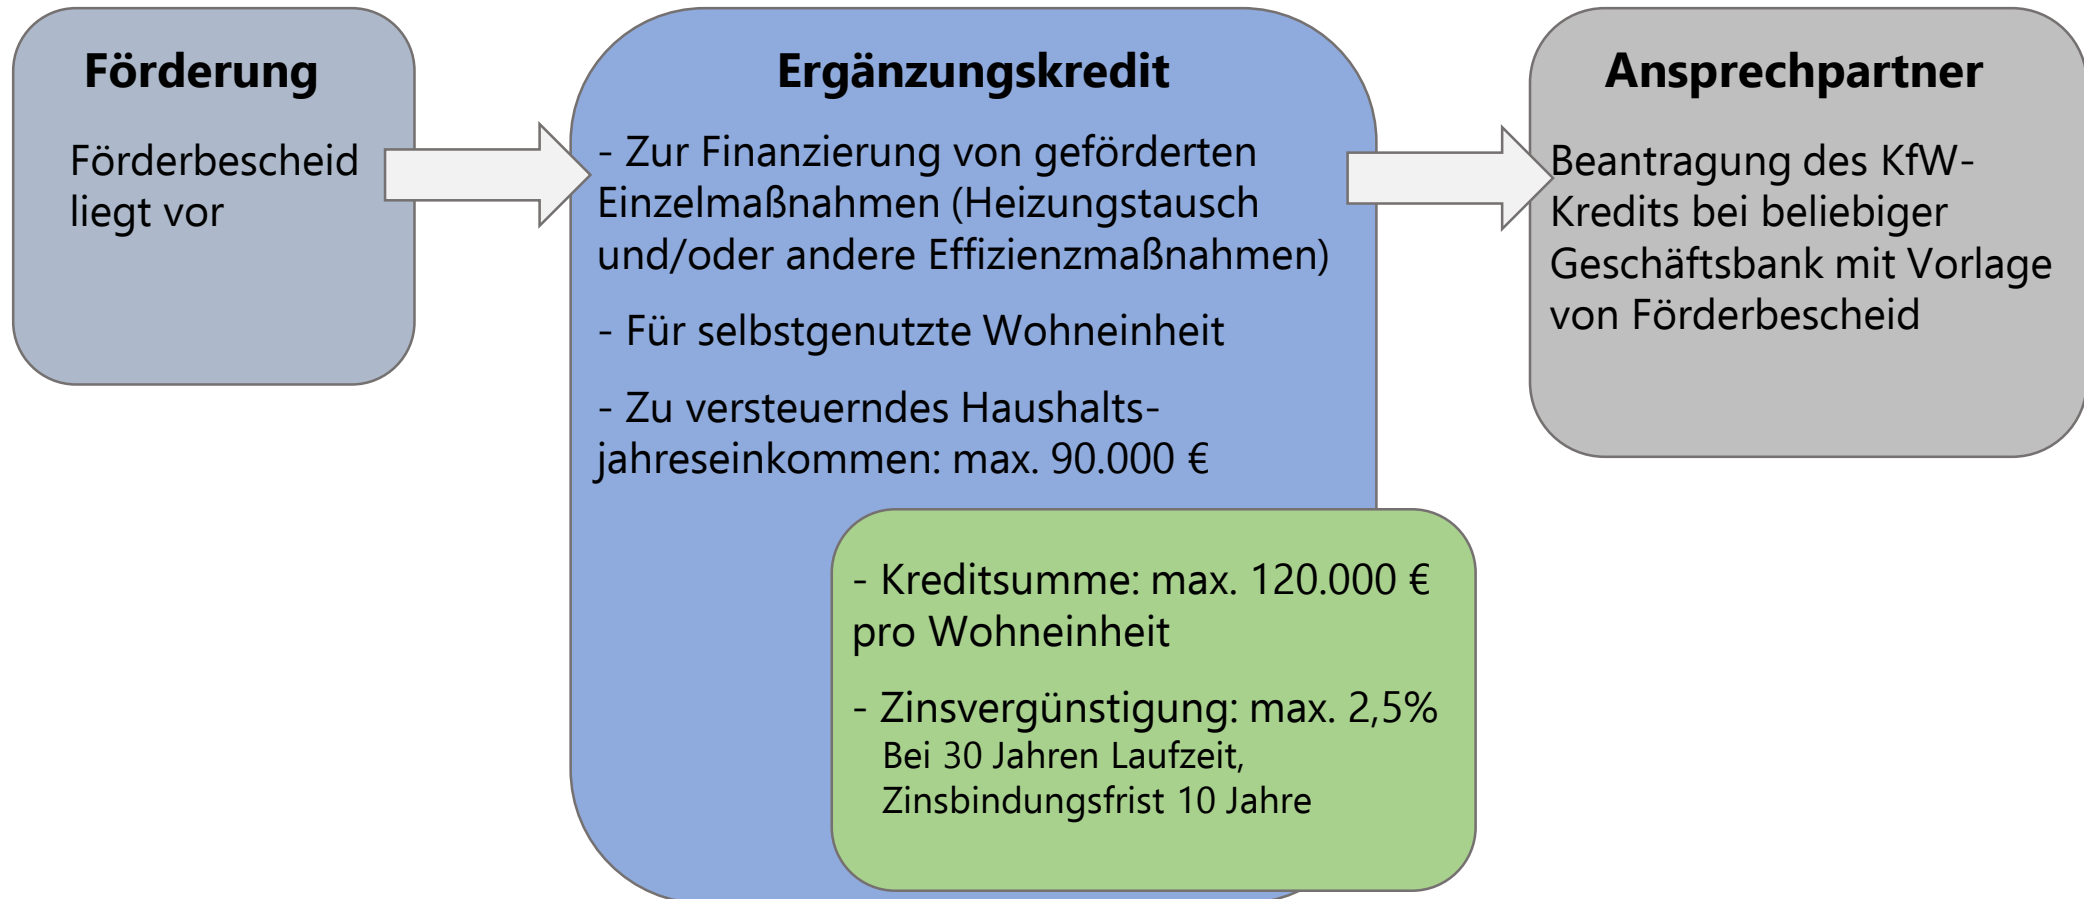 Förderung
Förderbescheid
liegt vor
Ergänzungskredit
- Zur Finanzierung von geförderten
Einzelmaßnahmen (Heizungstausch
und/oder andere Effizienzmaßnahmen)
- Für selbstgenutzte Wohneinheit
- Zu versteuerndes Haushalts-
jahreseinkommen: max. 90.000 €
- Kreditsumme: max. 120.000 €
pro Wohneinheit
- Zinsvergünstigung: max. 2,5%
Bei 30 Jahren Laufzeit,
Zinsbindungsfrist 10 Jahre
Ansprechpartner
Beantragung des KfW-
Kredits bei beliebiger
Geschäftsbank mit Vorlage
von Förderbescheid